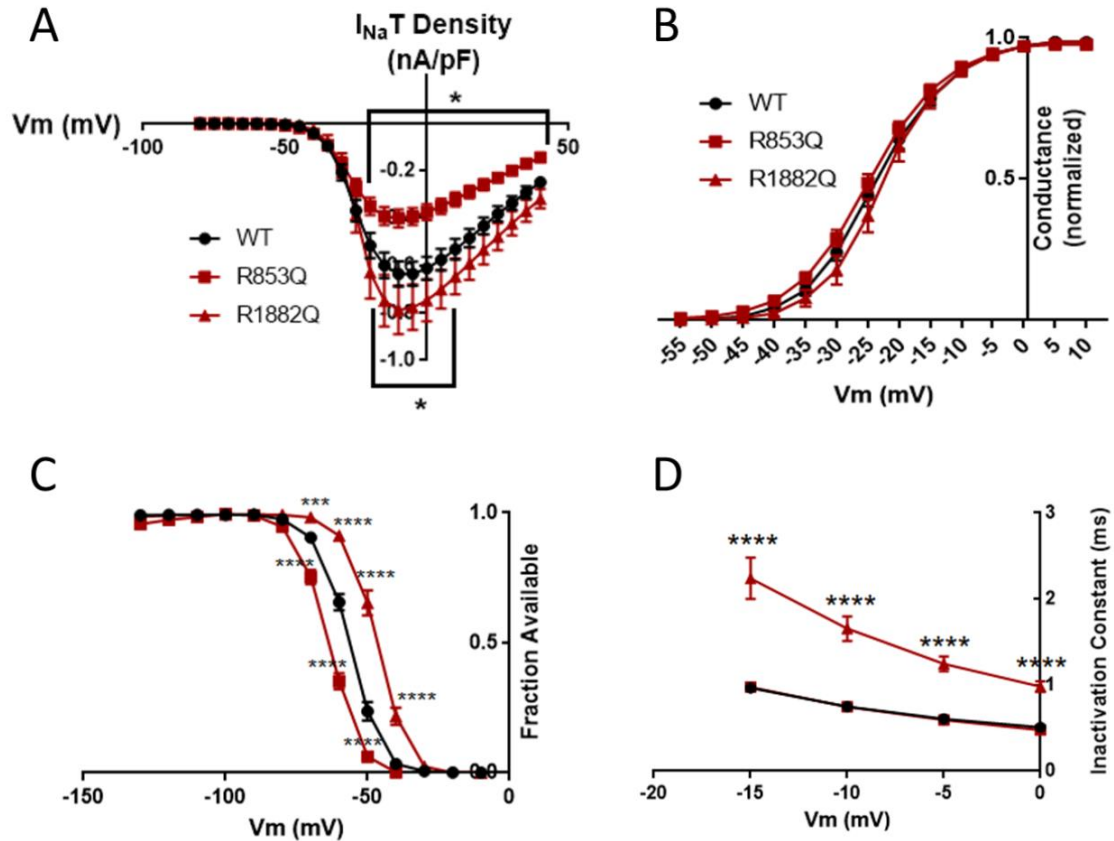 A
I_NaT Density
(nA/pF)
*
Vm (mV)
-100
-50
50
-0.2
WT
R853Q
R1882Q
-0.8
-1.0
*
B
1.0
WT
R853Q
R1882Q
0.5
Conductance
(normalized)
-55
-50
-45
-40
-35
-30
-25
-20
-15
-10
-5
0
5
10
Vm (mV)
C
***
1.0
****
****
****
0.5
****
****
****
0.0
Fraction Available
-150
-100
-50
0
Vm (mV)
D
3
****
2
****
****
****
1
0
Inactivation Constant (ms)
-20
-15
-10
-5
0
Vm (mV)